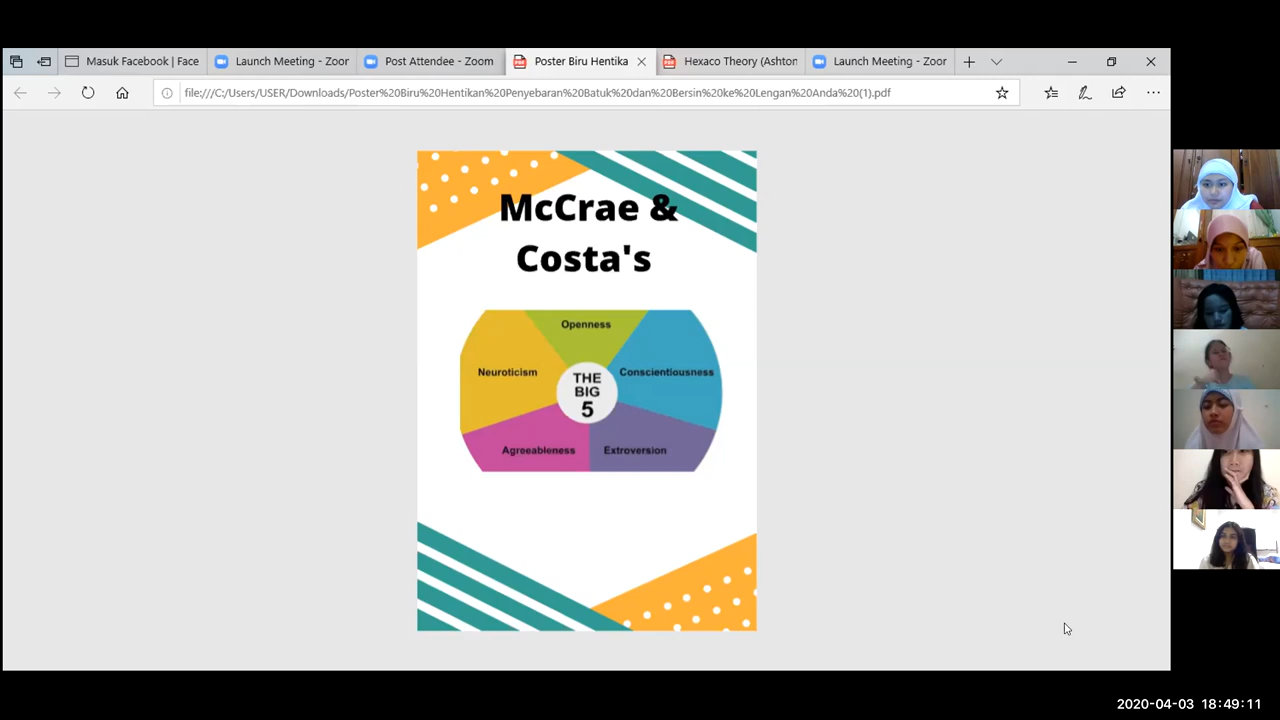 Masuk Facebook | Face
Launch Meeting - Zoor
Post Attendee - Zoom
Poster Biru Hentika
Hexaco Theory (Ashton
Launch Meeting - Zoor
file:///C:/Users/USER/Downloads/Poster%20Biru%20Hentikan%20Penyebaran%20Batuk%20dan%20Bersin%20ke%20Lengan%20Anda%20(1).pdf
McCrae &
Costa's
Openness
Neuroticism
Conscientiousness
THE
BIG
5
Agreeableness
Extroversion
2020-04-03 18:49:11